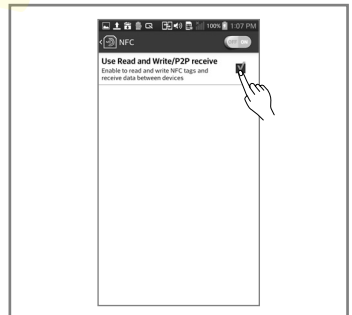 100% 1:07 PM
NFC
OFF ON
Use Read and Write/P2P receive
Enable to read and write NFC tags and
receive data between devices